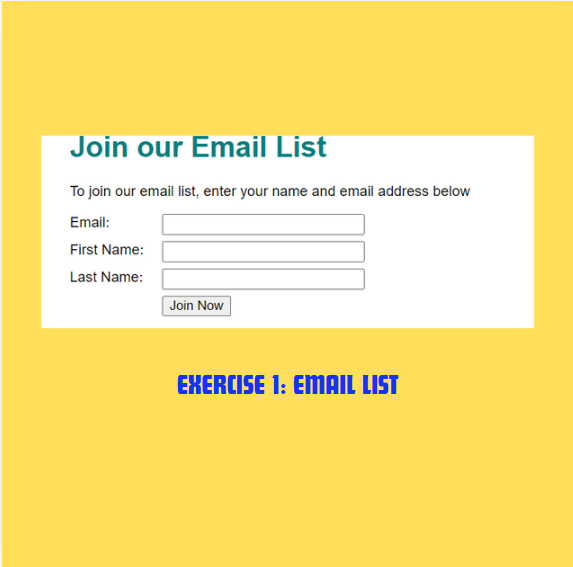 Join our Email List
To join our email list, enter your name and email address below
Email:
First Name:
Last Name:
Join Now
EXERCISE 1: EMAIL LIST